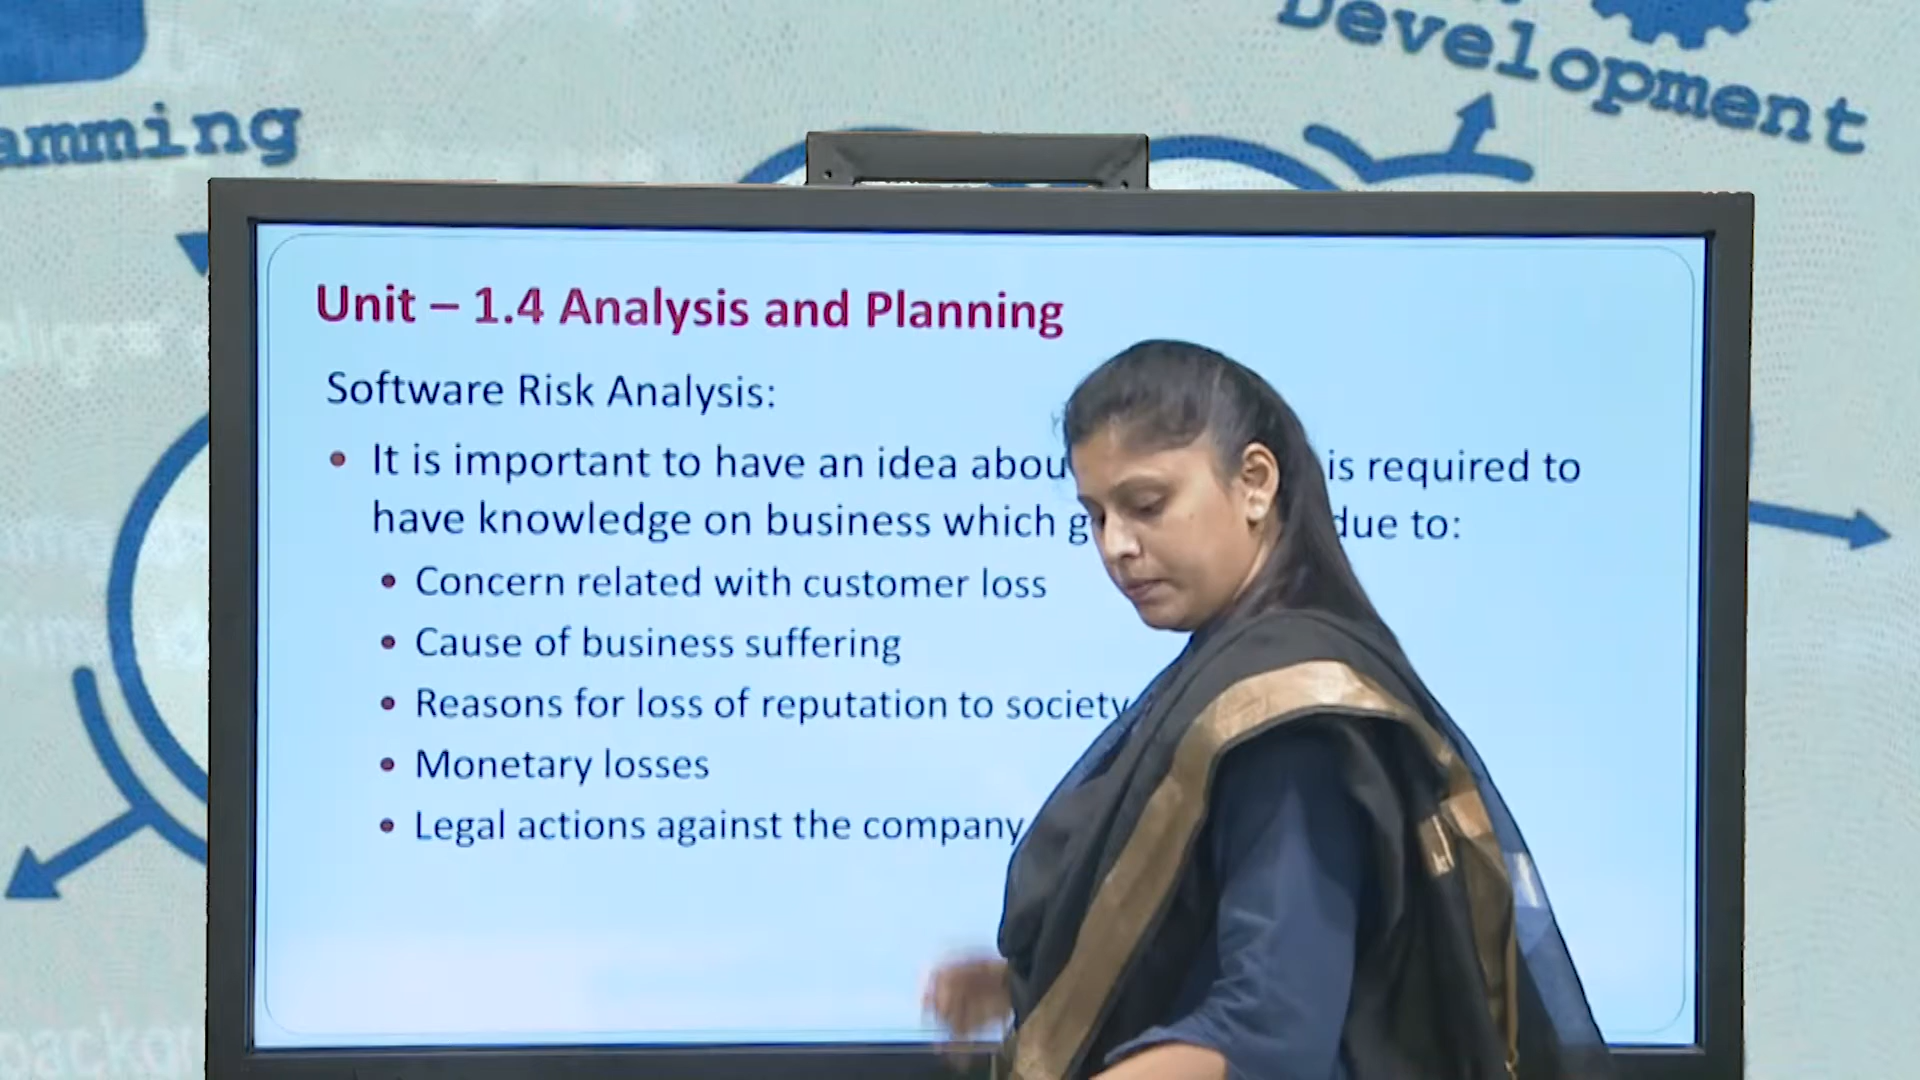 Development
amming
Unit – 1.4 Analysis and Planning
Software Risk Analysis:
• It is important to have an idea is required to
have knowledge on business which due to:
• Concern related with customer loss
• Cause of business suffering
• Reasons for loss of reputation to society
• Monetary losses
• Legal actions against the company